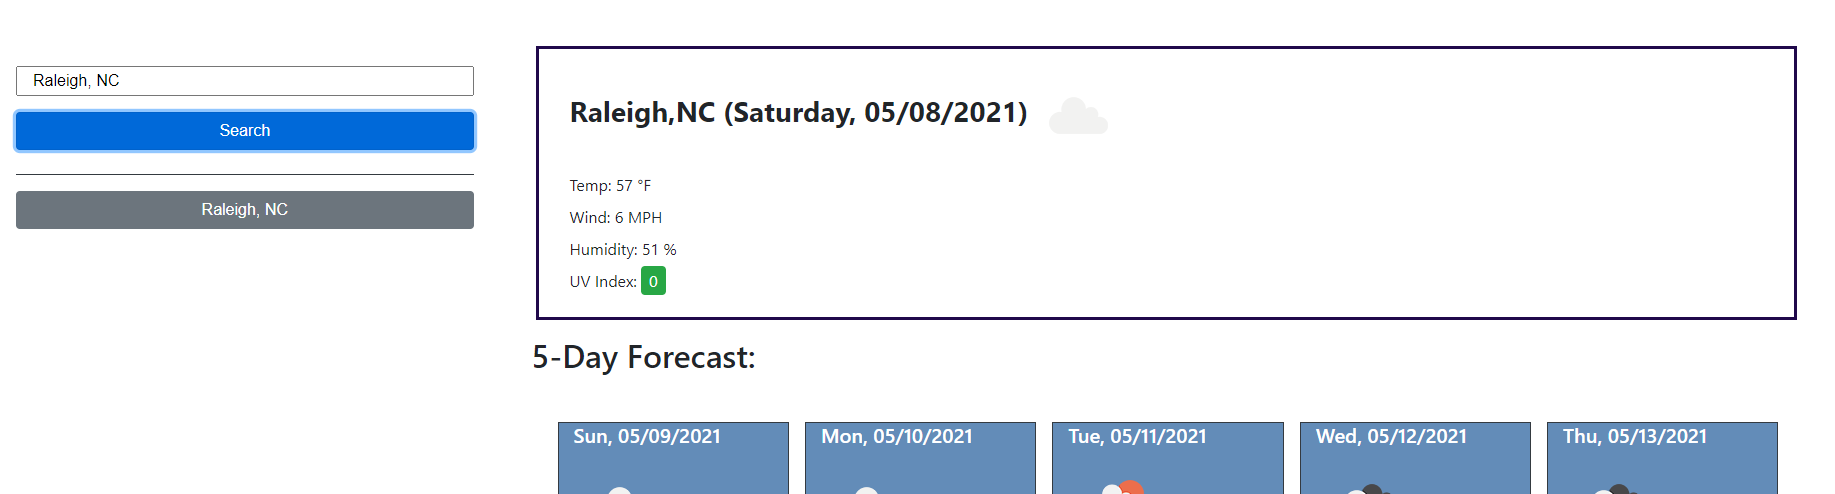 Raleigh, NC
Search
Raleigh, NC
Raleigh,NC (Saturday, 05/08/2021)
Temp: 57 °F
Wind: 6 MPH
Humidity: 51 %
UV Index: 0
5-Day Forecast:
Sun, 05/09/2021
Mon, 05/10/2021
Tue, 05/11/2021
Wed, 05/12/2021
Thu, 05/13/2021